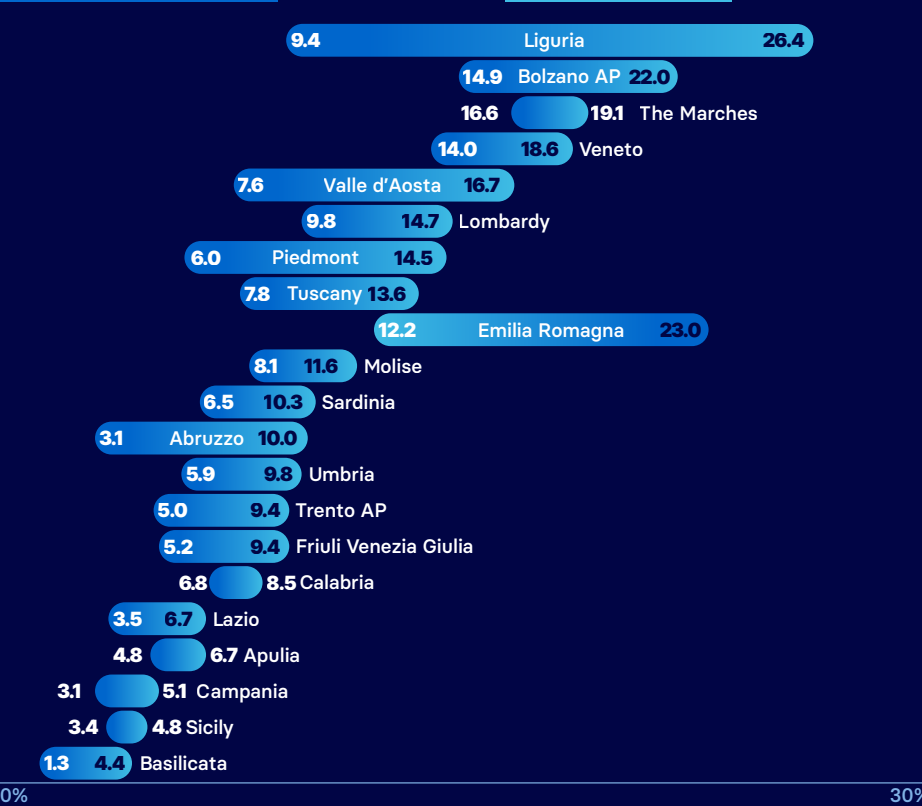 9.4 Liguria 26.4
14.9 Bolzano AP 22.0
16.6 19.1 The Marches
14.0 18.6 Veneto
7.6 Valle d’Aosta 16.7
9.8 14.7 Lombardy
6.0 Piedmont 14.5
7.8 Tuscany 13.6
12.2 Emilia Romagna 23.0
8.1 11.6 Molise
6.5 10.3 Sardinia
3.1 Abruzzo 10.0
5.9 9.8 Umbria
5.0 9.4 Trento AP
5.2 9.4 Friuli Venezia Giulia
6.8 8.5 Calabria
3.5 6.7 Lazio
4.8 6.7 Apulia
3.1 5.1 Campania
3.4 4.8 Sicily
1.3 4.4 Basilicata
0% 30%